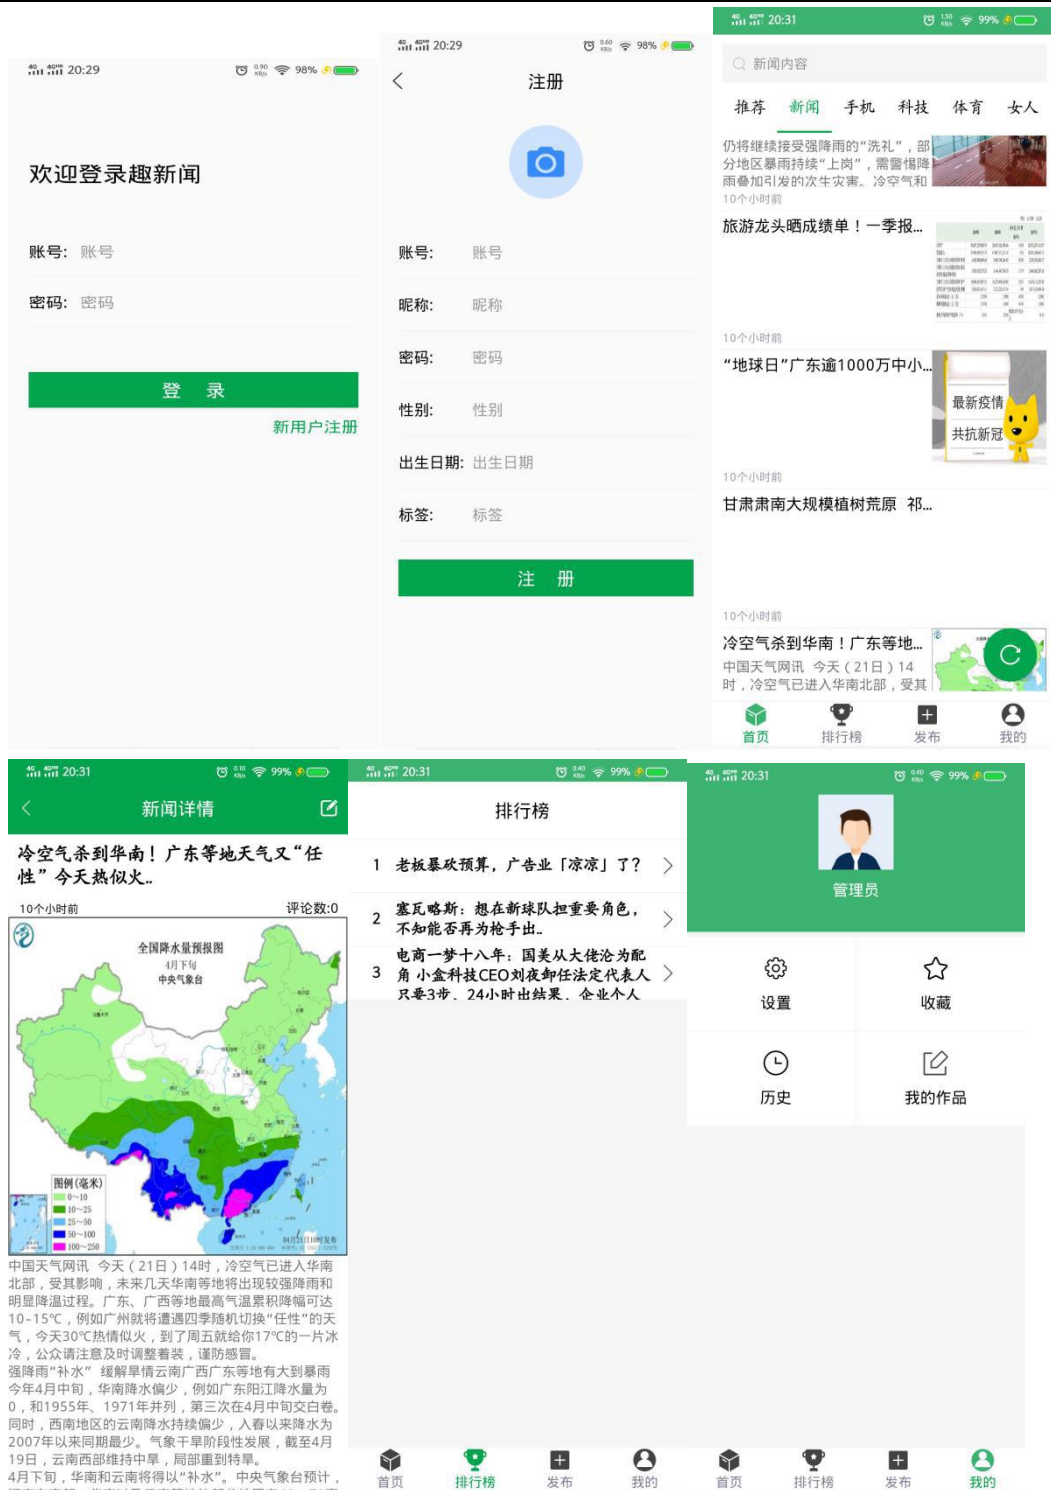 20:29
98%
欢迎登录趣新闻
账号: 账号
密码: 密码
登 录
新用户注册
20:29
98%
注册
账号: 账号
昵称: 昵称
密码: 密码
性别: 性别
出生日期: 出生日期
标签: 标签
注 册
20:31
99%
新闻内容
推荐 新闻 手机 科技 体育 女人
仍将继续接受强降雨的“洗礼”，部
分地区暴雨持续“上岗”，需警惕降
雨叠加引发的次生灾害。冷空气和
10个小时前
旅游龙头晒成绩单！一季报...
10个小时前
“地球日”广东逾1000万中小...
最新疫情
共抗新冠
10个小时前
甘肃肃南大规模植树荒原 祁...
10个小时前
冷空气杀到华南！广东等地...
中国天气网讯 今天（21日）14
时，冷空气已进入华南北部，受其
首页 排行榜 发布 我的
20:31
99%
新闻详情
冷空气杀到华南！广东等地天气又“任
性”今天热似火..
10个小时前 评论数:0
全国降水量预报图
4月下旬
中央气象台
图例(毫米)
0~10
10~25
25~50
50~100
100~250
04月21日10时发布
中国天气网讯 今天（21日）14时，冷空气已进入华南
北部，受其影响，未来几天华南等地将出现较强降雨和
明显降温过程。广东、广西等地最高气温累积降幅可达
10-15℃，例如广州就将遭遇四季随机切换“任性”的天
气，今天30℃热情似火，到了周五就给你17℃的一片冰
冷，公众请注意及时调整着装，谨防感冒。
强降雨“补水” 缓解旱情云南广西广东等地有大到暴雨
今年4月中旬，华南降水偏少，例如广东阳江降水量为
0，和1955年、1971年并列，第三次在4月中旬交白卷。
同时，西南地区的云南降水持续偏少，入春以来降水为
2007年以来同期最少。气象干旱阶段性发展，截至4月
19日，云南西部维持中旱，局部重到特旱。
4月下旬，华南和云南将得以“补水”。中央气象台预计，
20:31
99%
排行榜
1 老板暴砍预算，广告业「凉凉」了？
2 塞瓦略斯：想在新球队担重要角色，
不知能否再为枪手出..
3 电商一梦十八年：国美从大佬沦为配
角 小盒科技CEO刘夜卸任法定代表人
只要3步、24小时出结果，企业个人
首页 排行榜 发布 我的
20:31
99%
管理员
设置 收藏
历史 我的作品
首页 排行榜 发布 我的